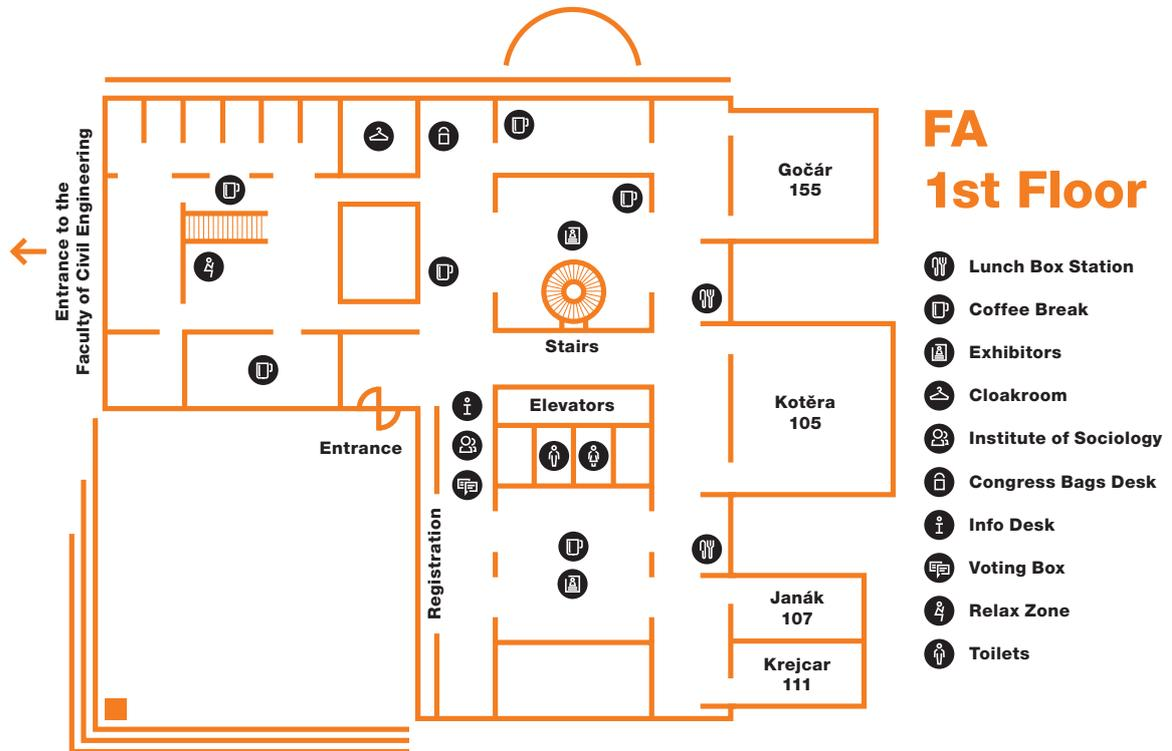 FA
1st Floor
Entrance to the
Faculty of Civil Engineering
Gočár
155
Stairs
Elevators
Kotěra
105
Entrance
Registration
Janák
107
Krejcar
111
Lunch Box Station
Coffee Break
Exhibitors
Cloakroom
Institute of Sociology
Congress Bags Desk
Info Desk
Voting Box
Relax Zone
Toilets